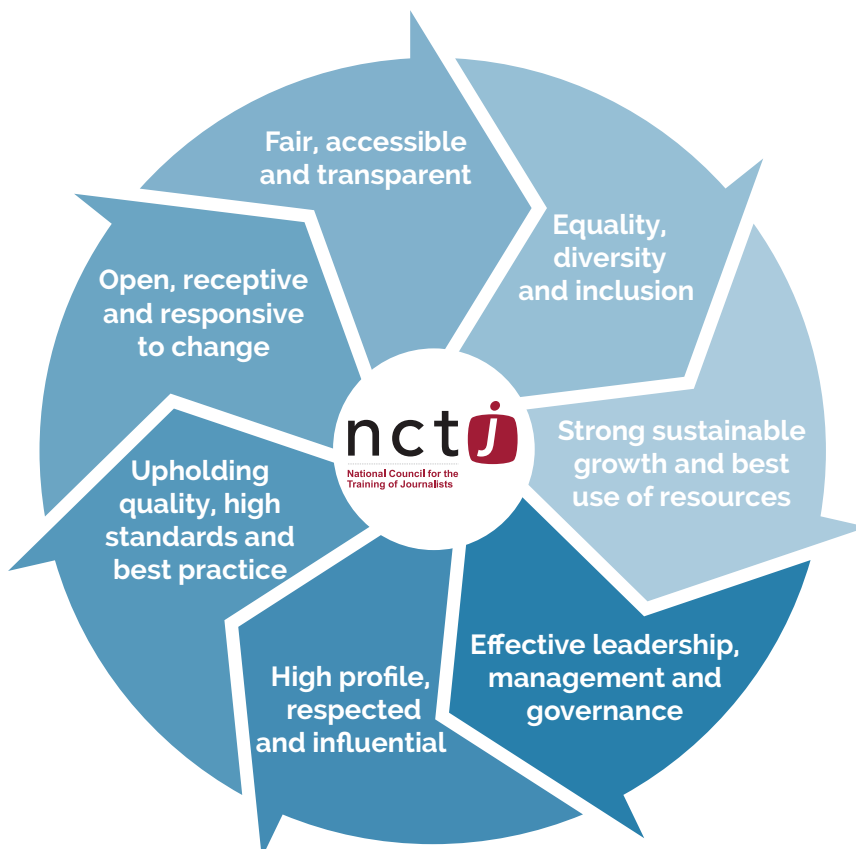 Fair, accessible
and transparent
Equality,
diversity
and inclusion
Strong sustainable
growth and best
use of resources
Effective leadership,
management and
governance
High profile,
respected
and influential
Upholding
quality, high
standards and
best practice
Open, receptive
and responsive
to change
nctj
National Council for the
Training of Journalists